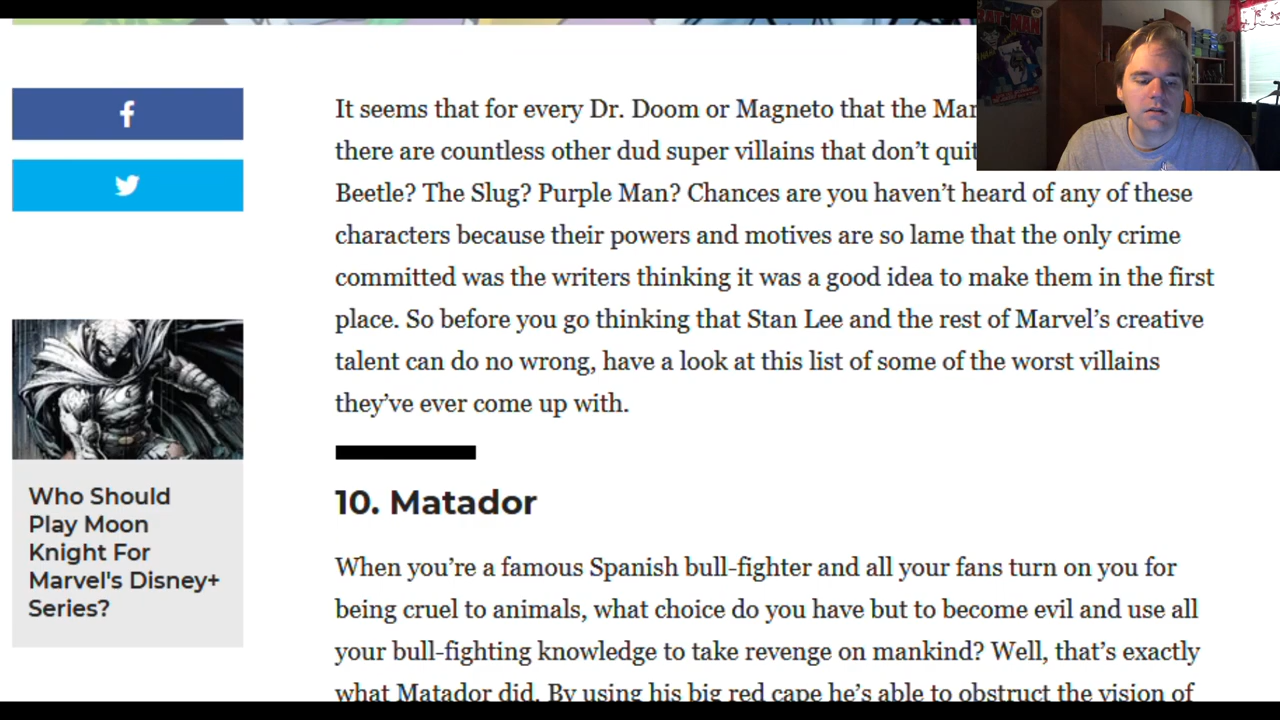 It seems that for every Dr. Doom or Magneto that the
there are countless other dud super villains that don’t
Beetle? The Slug? Purple Man? Chances are you haven’t heard of any of these
characters because their powers and motives are so lame that the only crime
committed was the writers thinking it was a good idea to make them in the first
place. So before you go thinking that Stan Lee and the rest of Marvel’s creative
talent can do no wrong, have a look at this list of some of the worst villains
they’ve ever come up with.
Who Should
Play Moon
Knight For
Marvel's Disney+
Series?
10. Matador
When you’re a famous Spanish bull-fighter and all your fans turn on you for
being cruel to animals, what choice do you have but to become evil and use all
your bull-fighting knowledge to take revenge on mankind? Well, that’s exactly
what Matador did. By using his big red cape he’s able to obstruct the vision of